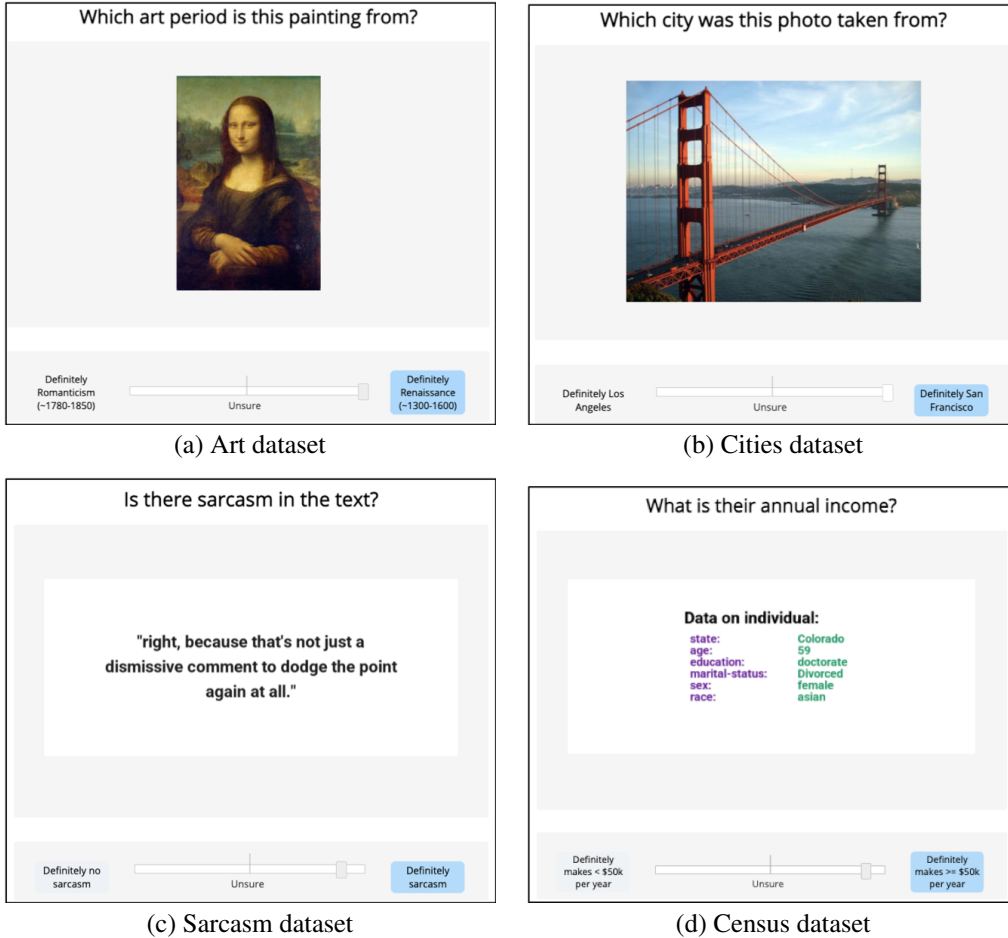 Which art period is this painting from?
Definitely
Romanticism
(~1780-1850)
Unsure
Definitely
Renaissance
(~1300-1600)
(a) Art dataset
Which city was this photo taken from?
Definitely Los
Angeles
Unsure
Definitely San
Francisco
(b) Cities dataset
Is there sarcasm in the text?
"right, because that's not just a
dismissive comment to dodge the point
again at all."
Definitely no
sarcasm
Unsure
Definitely
sarcasm
(c) Sarcasm dataset
What is their annual income?
Data on individual:
state: Colorado
age: 59
education: doctorate
marital-status: Divorced
sex: female
race: asian
Definitely
makes < $50k
per year
Unsure
Definitely
makes >= $50k
per year
(d) Census dataset